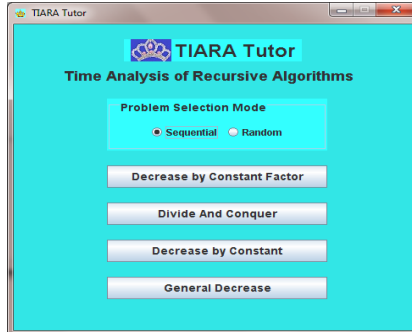 TIARA Tutor
TIARA Tutor
Time Analysis of Recursive Algorithms
Problem Selection Mode
Sequential Random
Decrease by Constant Factor
Divide And Conquer
Decrease by Constant
General Decrease